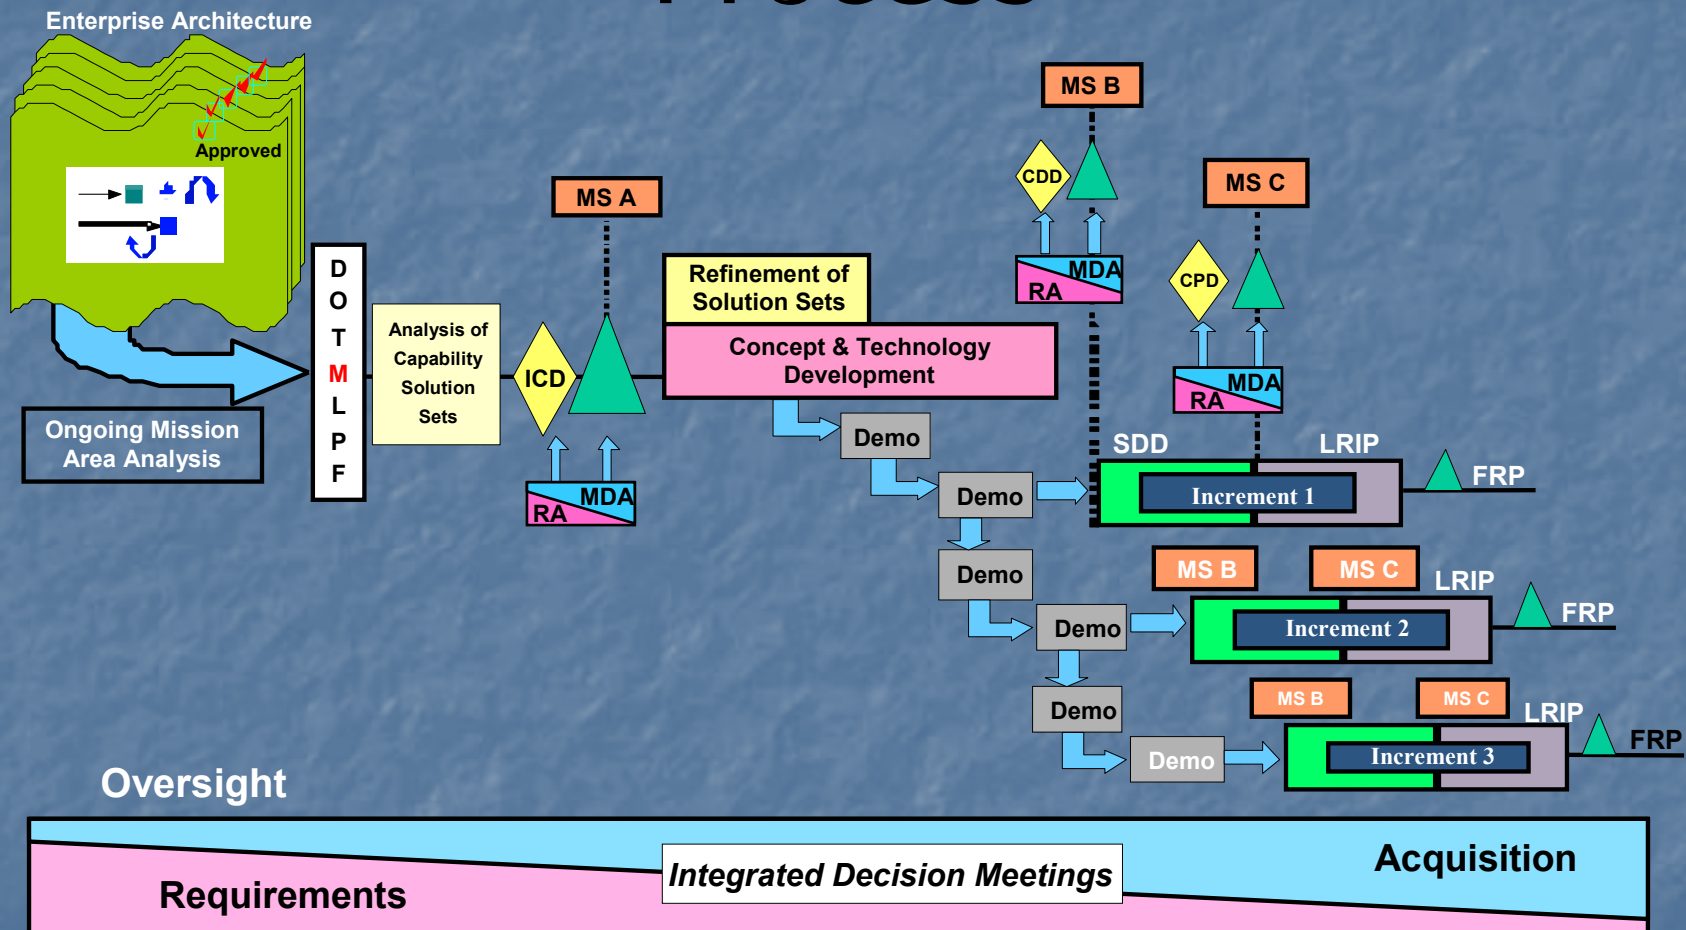 Process
Enterprise Architecture
Approved
MS B
CDD
MS C
MS A
D
O
T
M
L
P
F
Refinement of
Solution Sets
MDA
RA
CPD
Analysis of
Capability
Solution
Sets
ICD
Concept & Technology
Development
MDA
RA
Ongoing Mission
Area Analysis
Demo
SDD
LRIP
FRP
MDA
RA
Demo
Increment 1
Demo
MS B
MS C
LRIP
FRP
Demo
Increment 2
Demo
MS B
MS C
LRIP
FRP
Demo
Increment 3
Oversight
Requirements
Integrated Decision Meetings
Acquisition